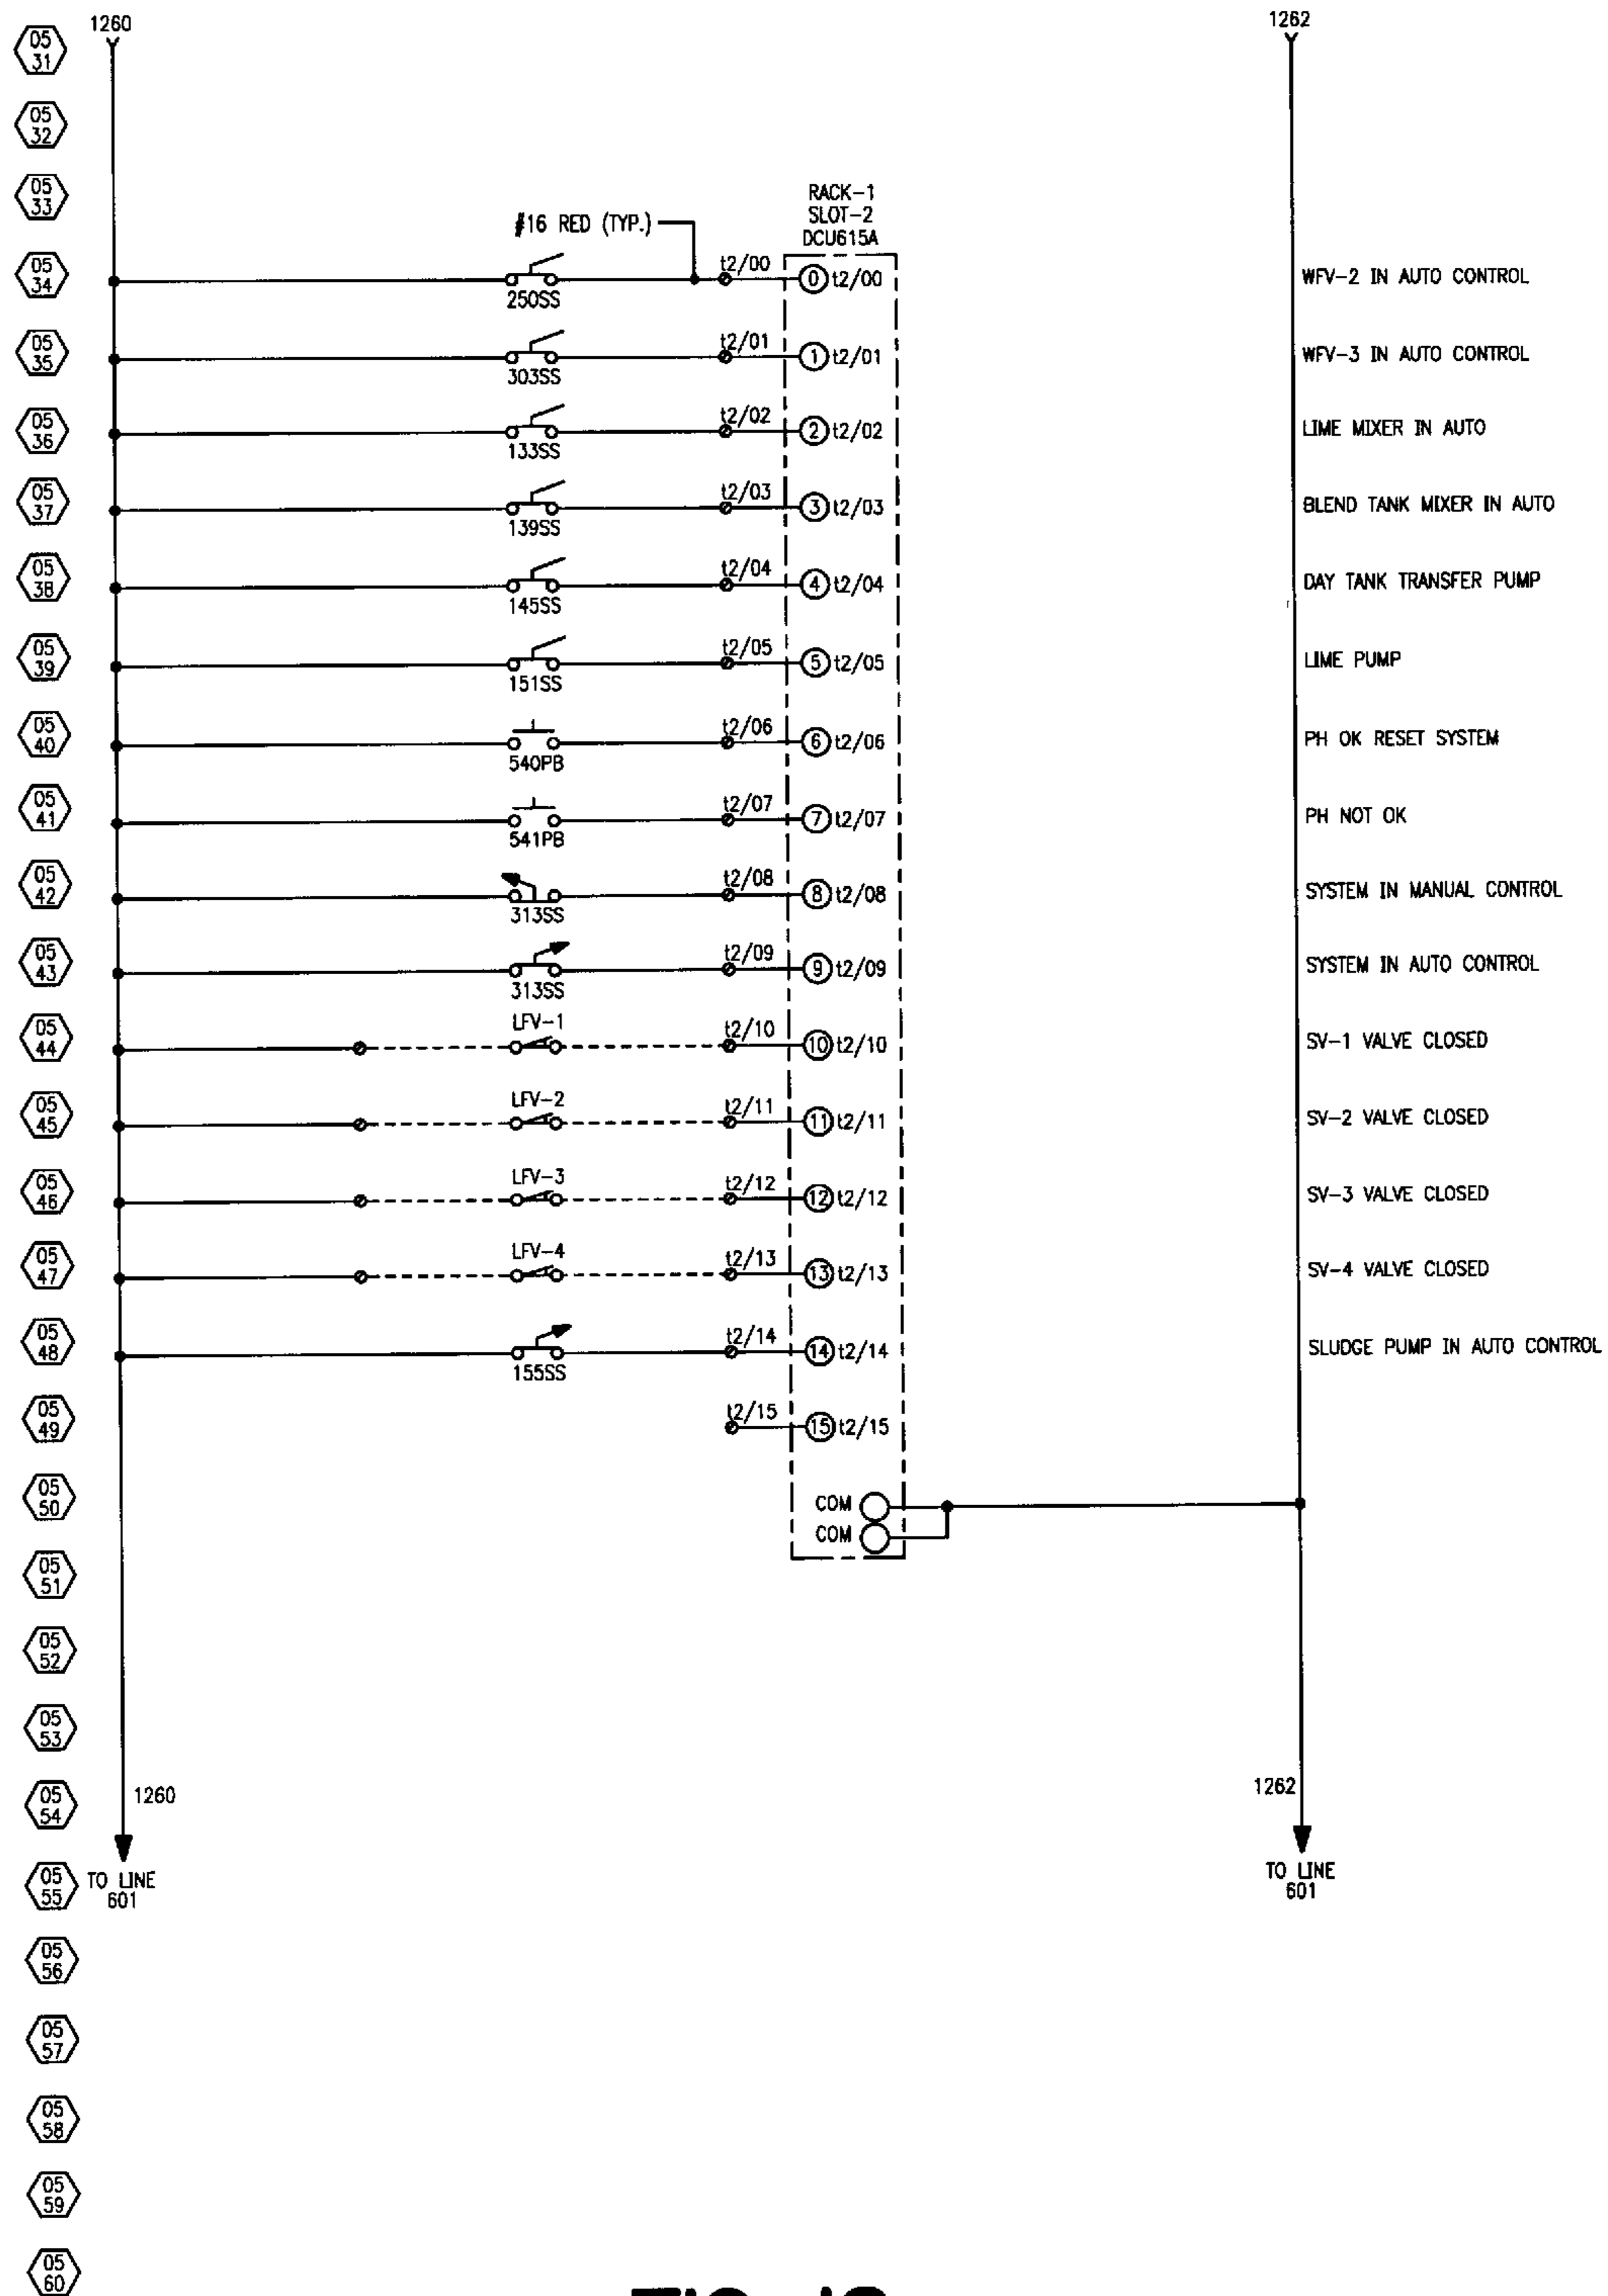 1260
1262
05
31
05
32
05
33
RACK-1
SLOT-2
DCU615A
#16 RED (TYP.)
05
34
250SS
t2/00
0 t2/00
WFV-2 IN AUTO CONTROL
05
35
303SS
t2/01
1 t2/01
WFV-3 IN AUTO CONTROL
05
36
133SS
t2/02
2 t2/02
LIME MIXER IN AUTO
05
37
139SS
t2/03
3 t2/03
BLEND TANK MIXER IN AUTO
05
38
145SS
t2/04
4 t2/04
DAY TANK TRANSFER PUMP
05
39
151SS
t2/05
5 t2/05
LIME PUMP
05
40
540PB
t2/06
6 t2/06
PH OK RESET SYSTEM
05
41
541PB
t2/07
7 t2/07
PH NOT OK
05
42
313SS
t2/08
8 t2/08
SYSTEM IN MANUAL CONTROL
05
43
313SS
t2/09
9 t2/09
SYSTEM IN AUTO CONTROL
05
44
LFV-1
t2/10
10 t2/10
SV-1 VALVE CLOSED
05
45
LFV-2
t2/11
11 t2/11
SV-2 VALVE CLOSED
05
46
LFV-3
t2/12
12 t2/12
SV-3 VALVE CLOSED
05
47
LFV-4
t2/13
13 t2/13
SV-4 VALVE CLOSED
05
48
155SS
t2/14
14 t2/14
SLUDGE PUMP IN AUTO CONTROL
05
49
t2/15
15 t2/15
05
50
COM
COM
05
51
05
52
05
53
05
54
1260
1262
05
55
TO LINE
601
TO LINE
601
05
56
05
57
05
58
05
59
05
60